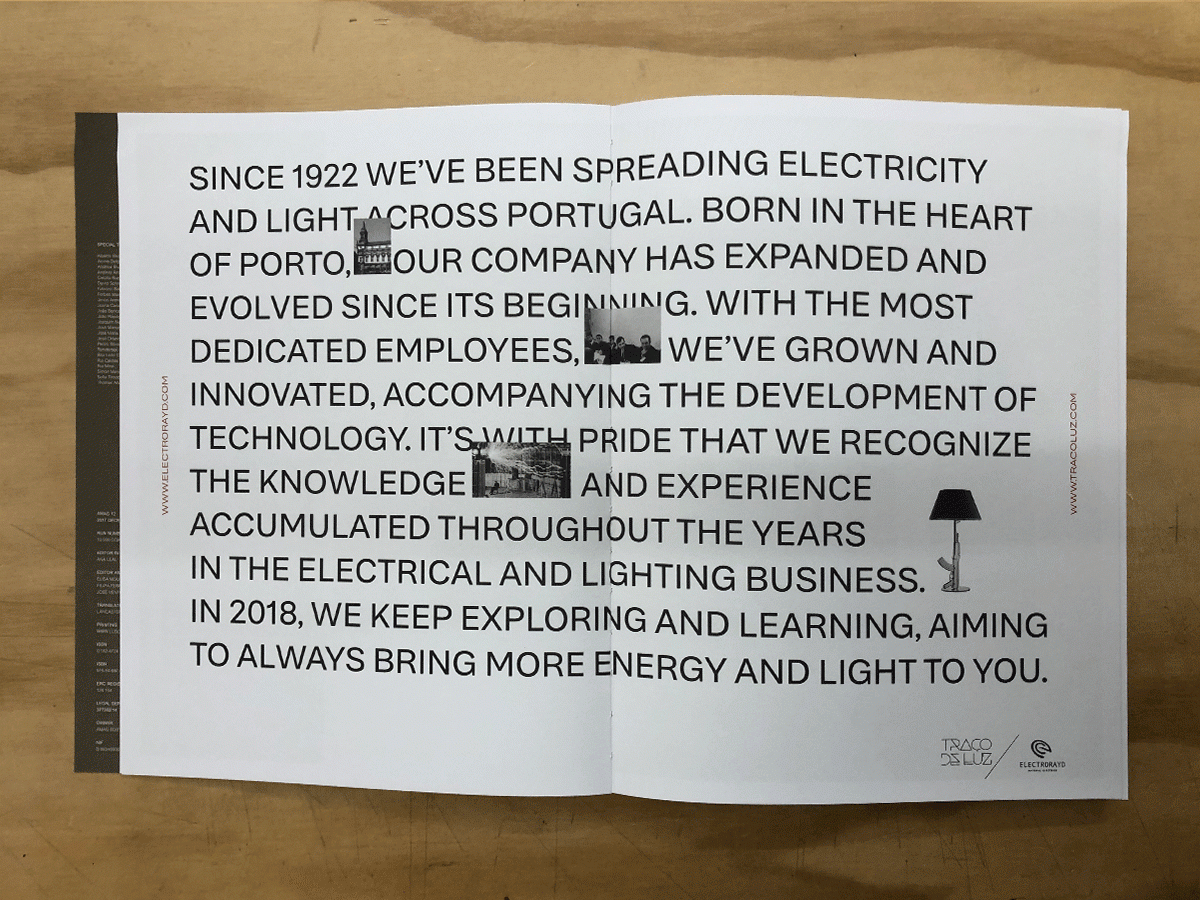 SINCE 1922 WE'VE BEEN SPREADING ELECTRICITY
AND LIGHT ACROSS PORTUGAL. BORN IN THE HEART
OF PORTO, OUR COMPANY HAS EXPANDED AND
EVOLVED SINCE ITS BEGINNING. WITH THE MOST
DEDICATED EMPLOYEES, WE'VE GROWN AND
INNOVATED, ACCOMPANYING THE DEVELOPMENT OF
TECHNOLOGY. IT'S WITH PRIDE THAT WE RECOGNIZE
THE KNOWLEDGE AND EXPERIENCE
ACCUMULATED THROUGHOUT THE YEARS
IN THE ELECTRICAL AND LIGHTING BUSINESS.
IN 2018, WE KEEP EXPLORING AND LEARNING, AIMING
TO ALWAYS BRING MORE ENERGY AND LIGHT TO YOU.
WWW.ELECTRORAYD.COM
WWW.TRACOLUZ.COM
TRAÇO
DE LUZ
ELECTRORAYD
SPECIAL
PRINTING